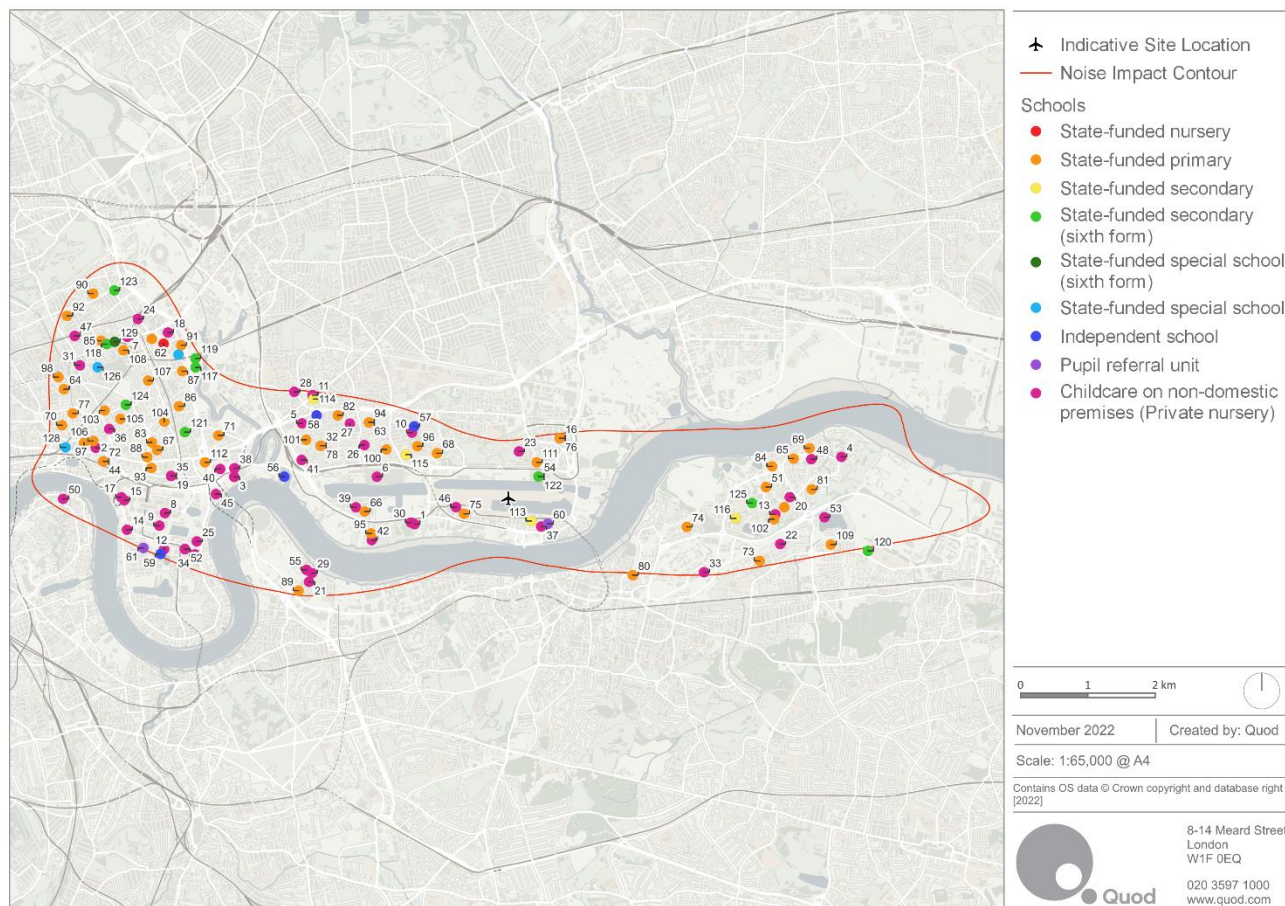 Indicative Site Location
Noise Impact Contour
Schools
State-funded nursery
State-funded primary
State-funded secondary
State-funded secondary
(sixth form)
State-funded special school
(sixth form)
State-funded special school
Independent school
Pupil referral unit
Childcare on non-domestic
premises (Private nursery)
0 1 2 km
November 2022 Created by: Quod
Scale: 1:65,000 @ A4
Contains OS data © Crown copyright and database right
[2022]
Quod
8-14 Meard Street
London
W1F 0EQ
020 3597 1000
www.quod.com
90 123
92 24
47 129 18
85 7 62 91
31 118 108 119
98 126 87 117
64 107
77 124 86
70 103 105 104
106 36 83 121 71
128 97 2 72 88 67
44 93 35 112 38
50 17 15 19 40 3
45
8
14 9
12 25
61 59 34 52
28 11
114
5 58 82 94 10 57
101 32 27 63
78 26 100 96 68
41 115
56 6
39 66 46 75
95 30 1
42
55 29
89 21
23 16
76
111
54
122
113 60
37
69 4
84 65 48
51 81
125 13 20
116 102 53
74
22 109
73 120
80 33